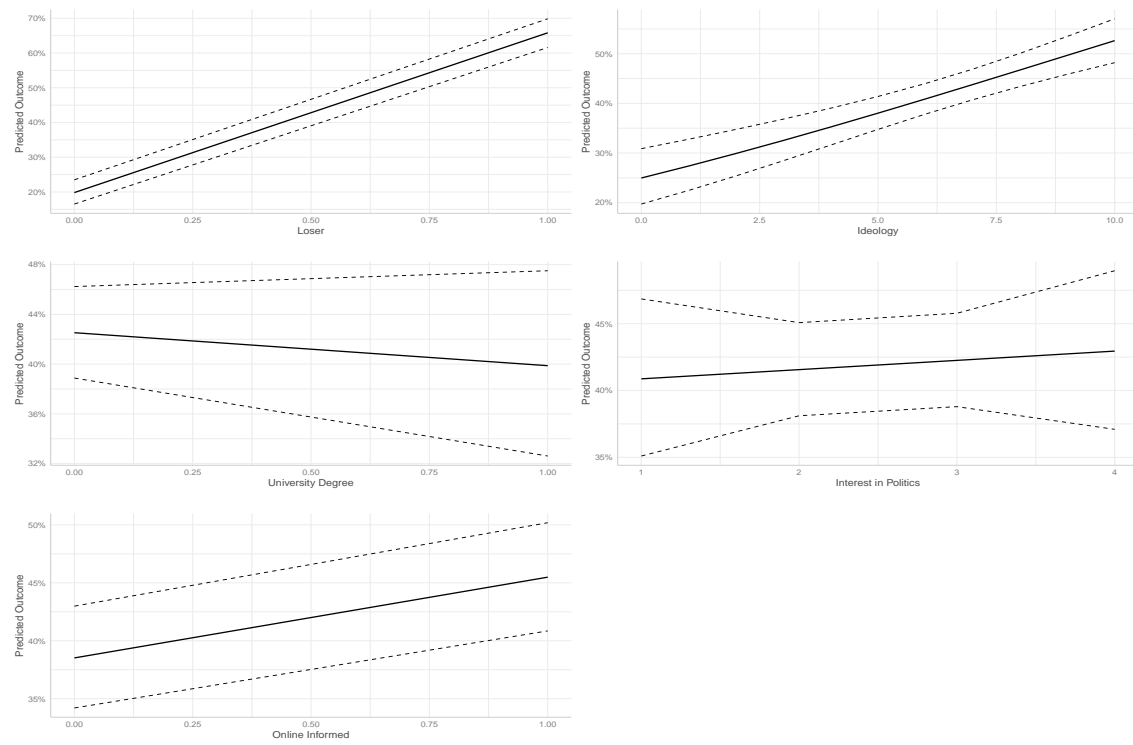 Predicted Outcome
70%
60%
50%
40%
30%
20%
0.00 0.25 0.50 0.75 1.00
Loser
Predicted Outcome
50%
40%
30%
20%
0.0 2.5 5.0 7.5 10.0
Ideology
Predicted Outcome
48%
44%
40%
36%
32%
0.00 0.25 0.50 0.75 1.00
University Degree
Predicted Outcome
45%
40%
35%
1 2 3 4
Interest in Politics
Predicted Outcome
50%
45%
40%
35%
0.00 0.25 0.50 0.75 1.00
Online Informed